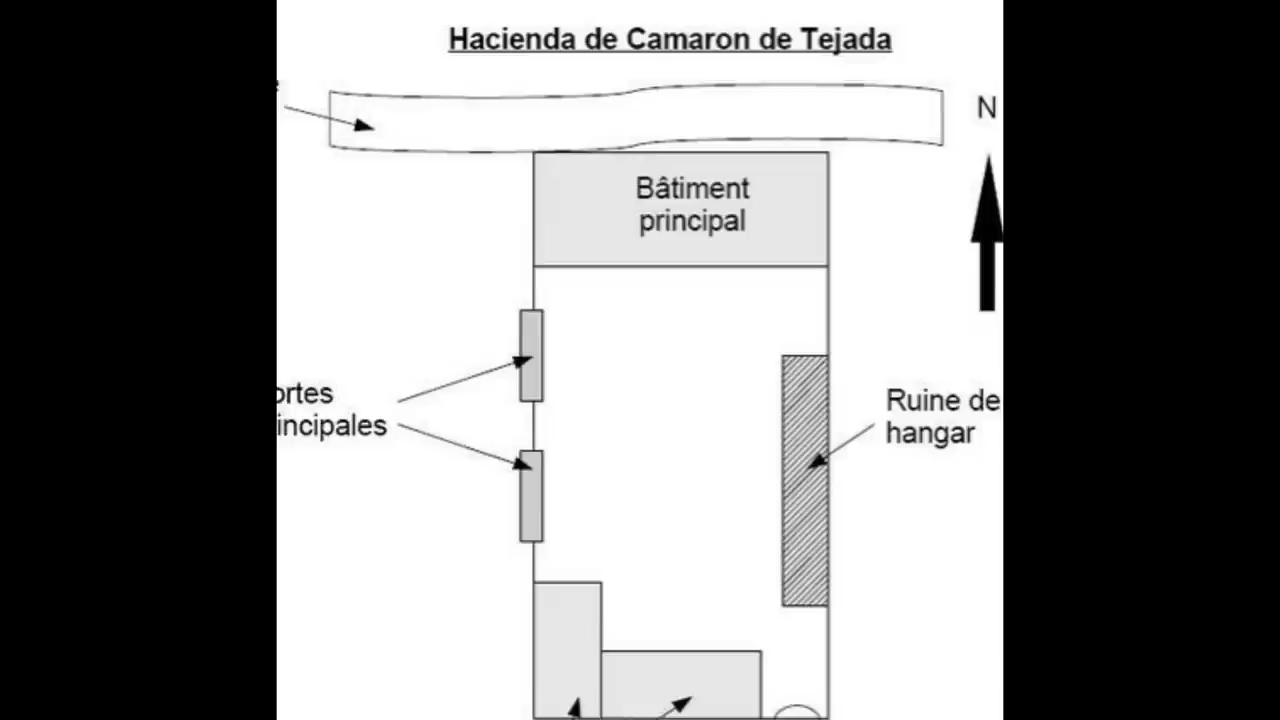 Hacienda de Camaron de Tejada
N
Bâtiment
principal
ortes
incipales
Ruine de
hangar